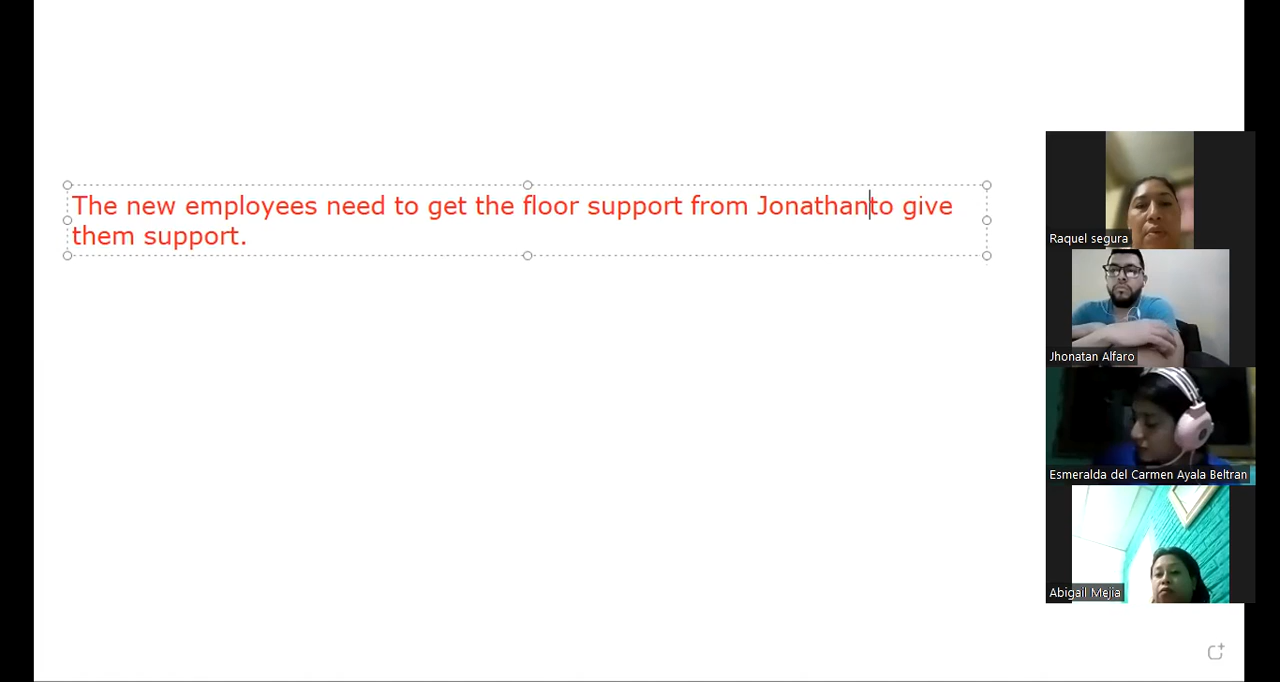 The new employees need to get the floor support from Jonathanto give
them support.
Raquel segura
Jhonatan Alfaro
Esmeralda del Carmen Ayala Beltran
Abigail Mejia